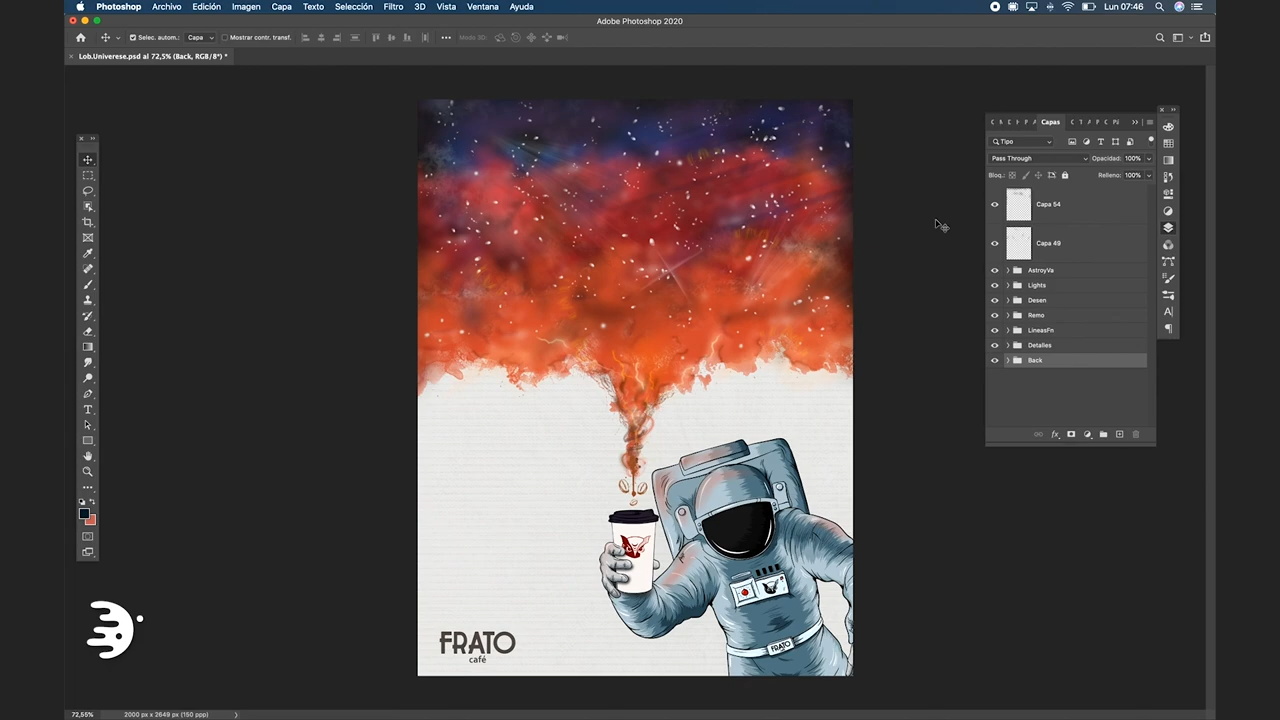 Photoshop Archivo Edición Imagen Capa Texto Selección Filtro 3D Vista Ventana Ayuda Lun 07:46
Adobe Photoshop 2020
Selec. autom.: Capa Mostrar contr. transf. Modo 3D:
Lob.Univerese.psd al 72,5% (Back, RGB/8*) *
Capas
Tipo
Pass Through Opacidad: 100%
Bloq.: Relleno: 100%
Capa 54
Capa 49
AstroyVa
Lights
Desen
Remo
LineasFn
Detalles
Back
FRATO
FRATO
café
72,55% 2000 px x 2649 px (150 ppp)